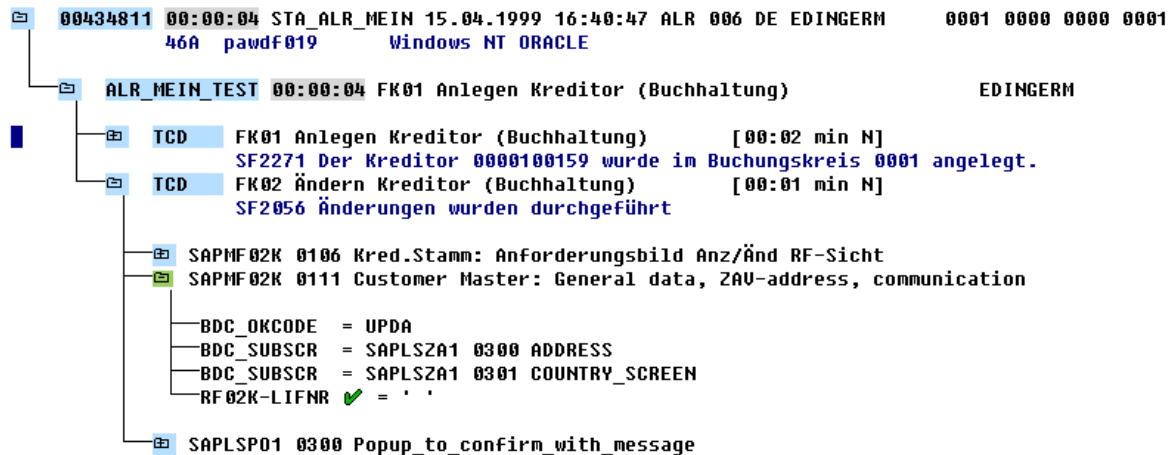 00434811 00:00:04 STA_ALR_MEIN 15.04.1999 16:40:47 ALR 006 DE EDINGERM 0001 0000 0000 0001
46A pawdf019 Windows NT ORACLE
ALR_MEIN_TEST 00:00:04 FK01 Anlegen Kreditor (Buchhaltung) EDINGERM
TCD FK01 Anlegen Kreditor (Buchhaltung) [00:02 min N]
SF2271 Der Kreditor 0000100159 wurde im Buchungskreis 0001 angelegt.
TCD FK02 Ändern Kreditor (Buchhaltung) [00:01 min N]
SF2056 Änderungen wurden durchgeführt
SAPMF02K 0106 Kred.Stamm: Anforderungsbild Anz/Änd RF-Sicht
SAPMF02K 0111 Customer Master: General data, ZAV-address, communication
BDC_OKCODE = UPDA
BDC_SUBSCR = SAPLSZA1 0300 ADDRESS
BDC_SUBSCR = SAPLSZA1 0301 COUNTRY_SCREEN
RF02K-LIFNR ✔ = ' '
SAPLSPO1 0300 Popup_to_confirm_with_message